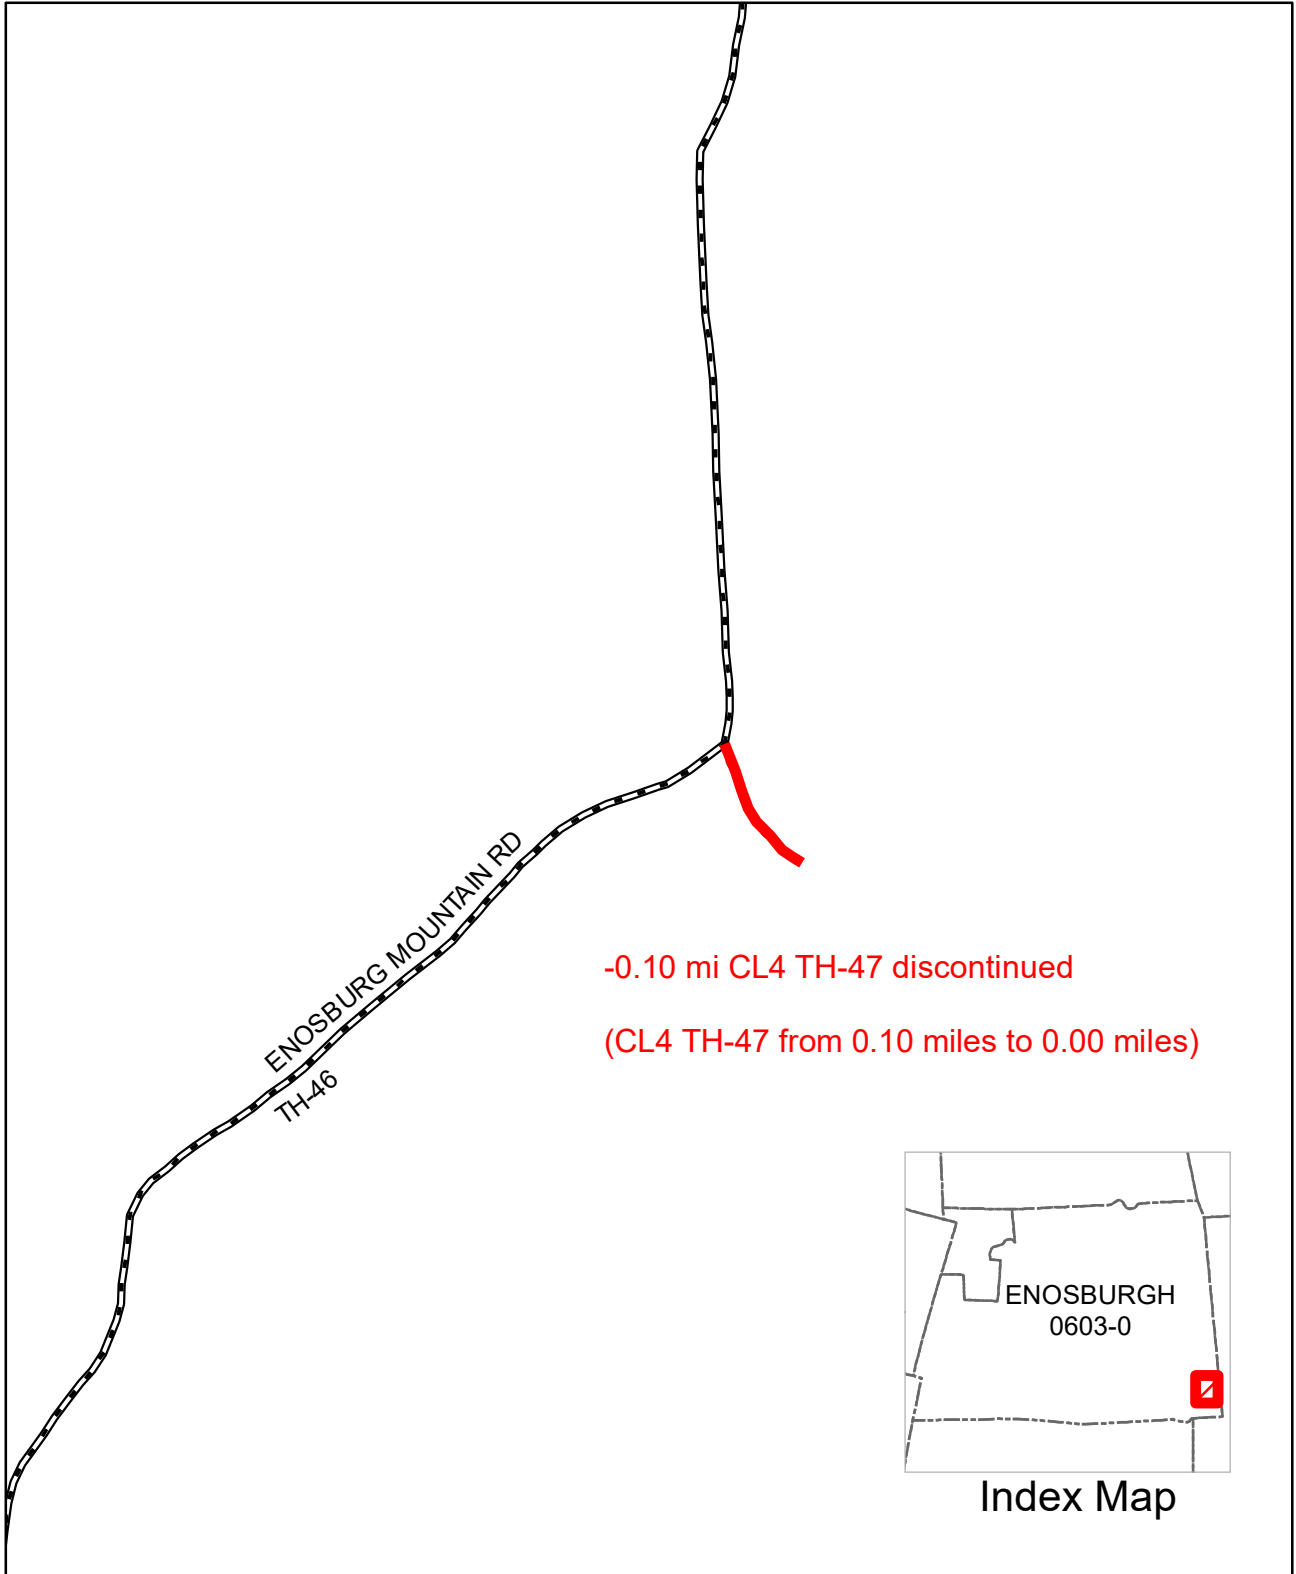 ENOSBURG MOUNTAIN RD
TH-46
-0.10 mi CL4 TH-47 discontinued
(CL4 TH-47 from 0.10 miles to 0.00 miles)
ENOSBURGH
0603-0
Index Map